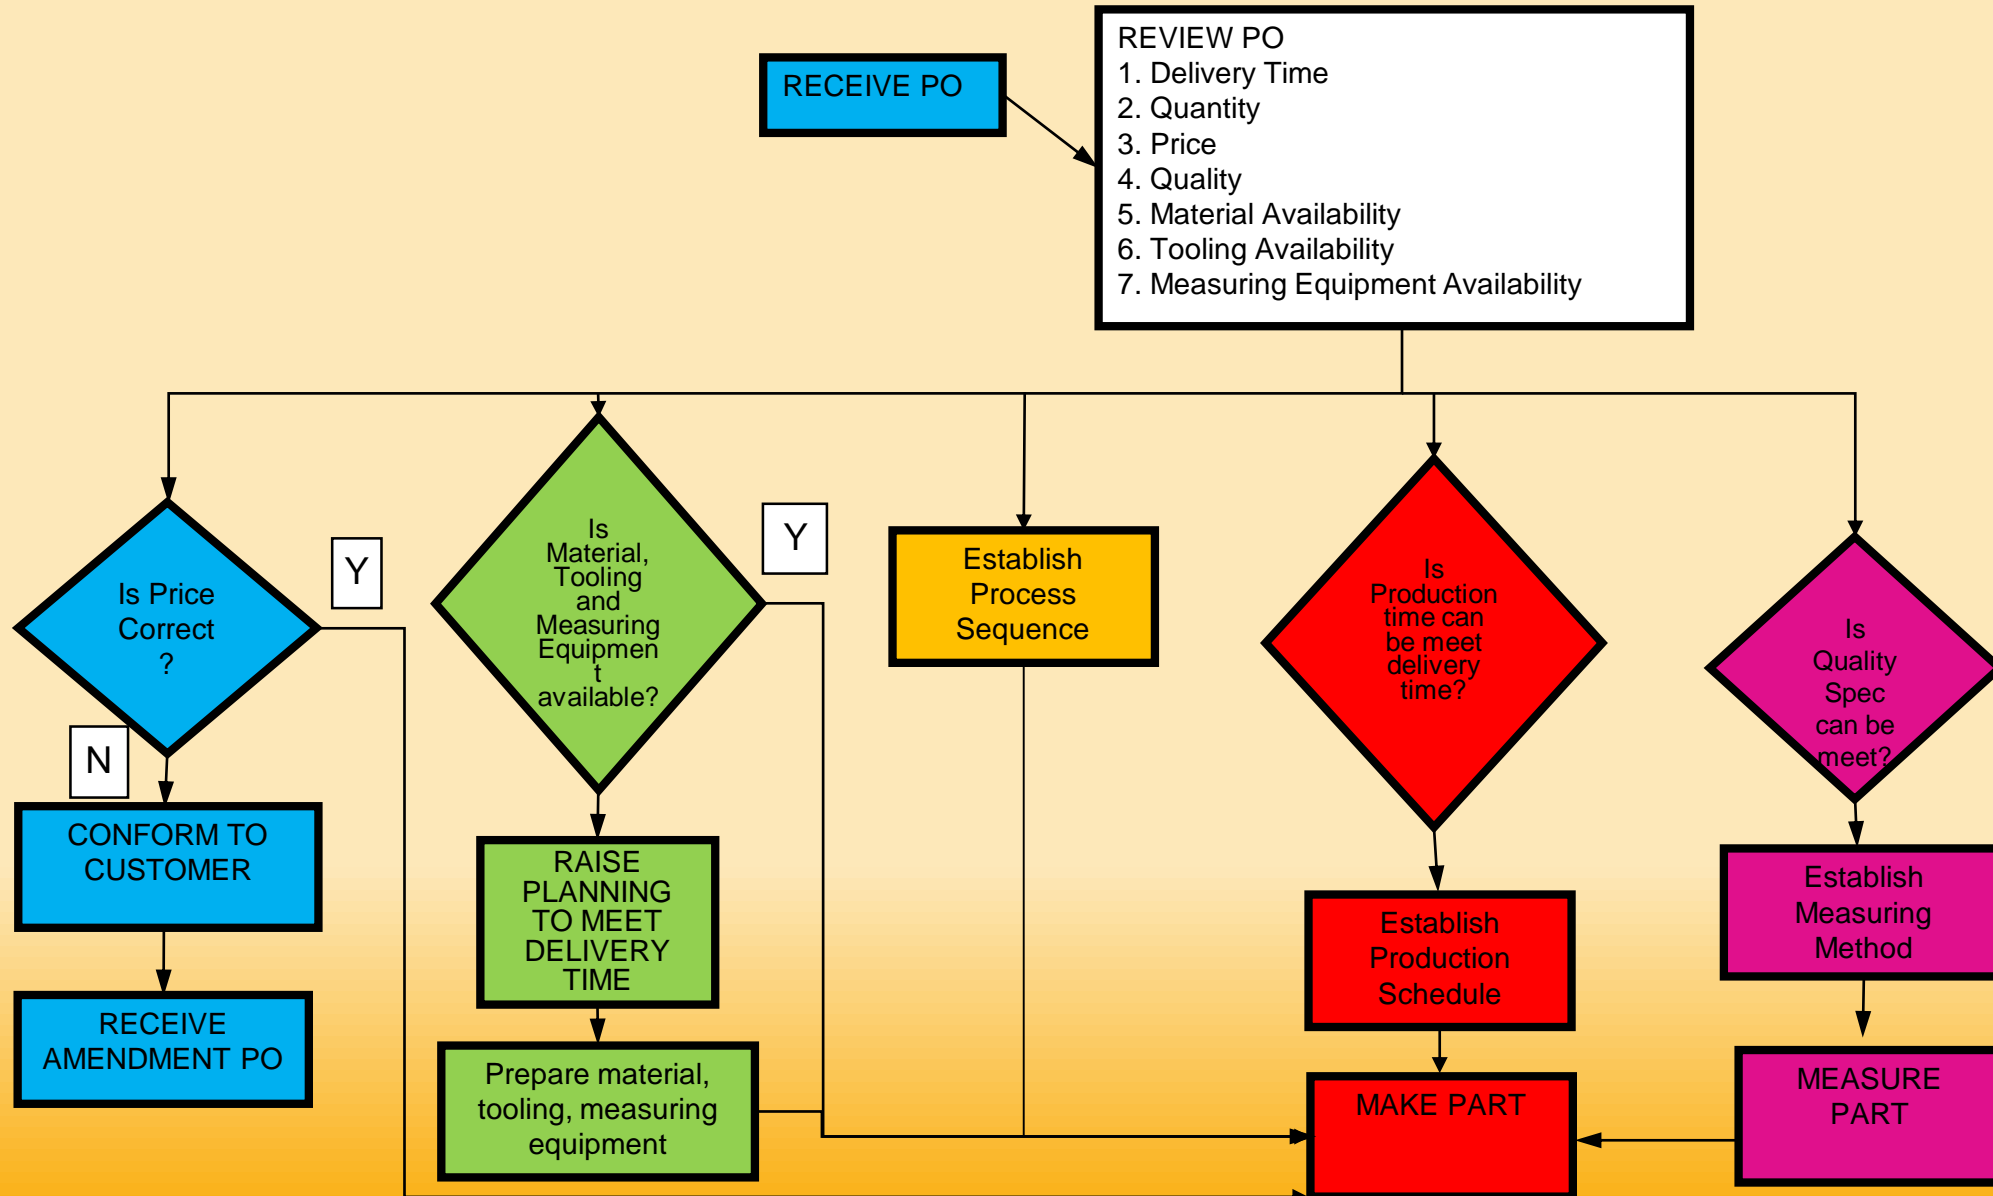 RECEIVE PO
REVIEW PO
1. Delivery Time
2. Quantity
3. Price
4. Quality
5. Material Availability
6. Tooling Availability
7. Measuring Equipment Availability
Is Price
Correct
?
Y
N
CONFORM TO
CUSTOMER
RECEIVE
AMENDMENT PO
Is
Material,
Tooling
and
Measuring
Equipmen
t
available?
Y
RAISE
PLANNING
TO MEET
DELIVERY
TIME
Prepare material,
tooling, measuring
equipment
Establish
Process
Sequence
Is
Production
time can
be meet
delivery
time?
Establish
Production
Schedule
MAKE PART
Is
Quality
Spec
can be
meet?
Establish
Measuring
Method
MEASURE
PART